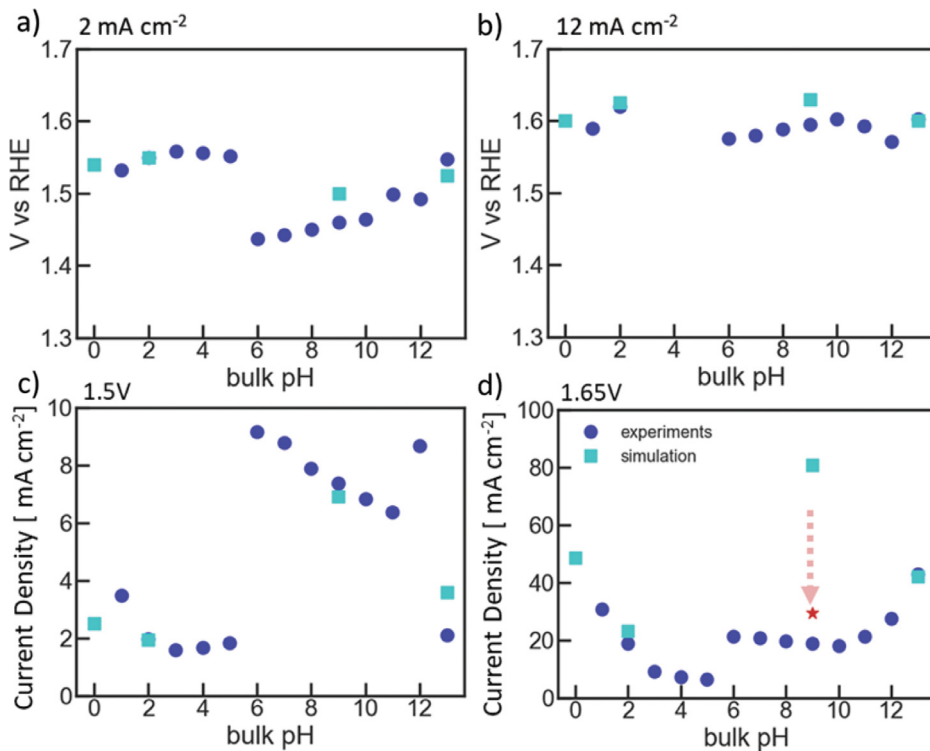 a) 2 mA cm⁻²
V vs RHE
1.7
1.6
1.5
1.4
1.3
0 2 4 6 8 10 12
bulk pH
b) 12 mA cm⁻²
V vs RHE
1.7
1.6
1.5
1.4
1.3
0 2 4 6 8 10 12
bulk pH
c) 1.5V
Current Density [ mA cm⁻²]
10
8
6
4
2
0
0 2 4 6 8 10 12
bulk pH
d) 1.65V
Current Density [ mA cm⁻²]
100
80
60
40
20
0
experiments
simulation
0 2 4 6 8 10 12
bulk pH